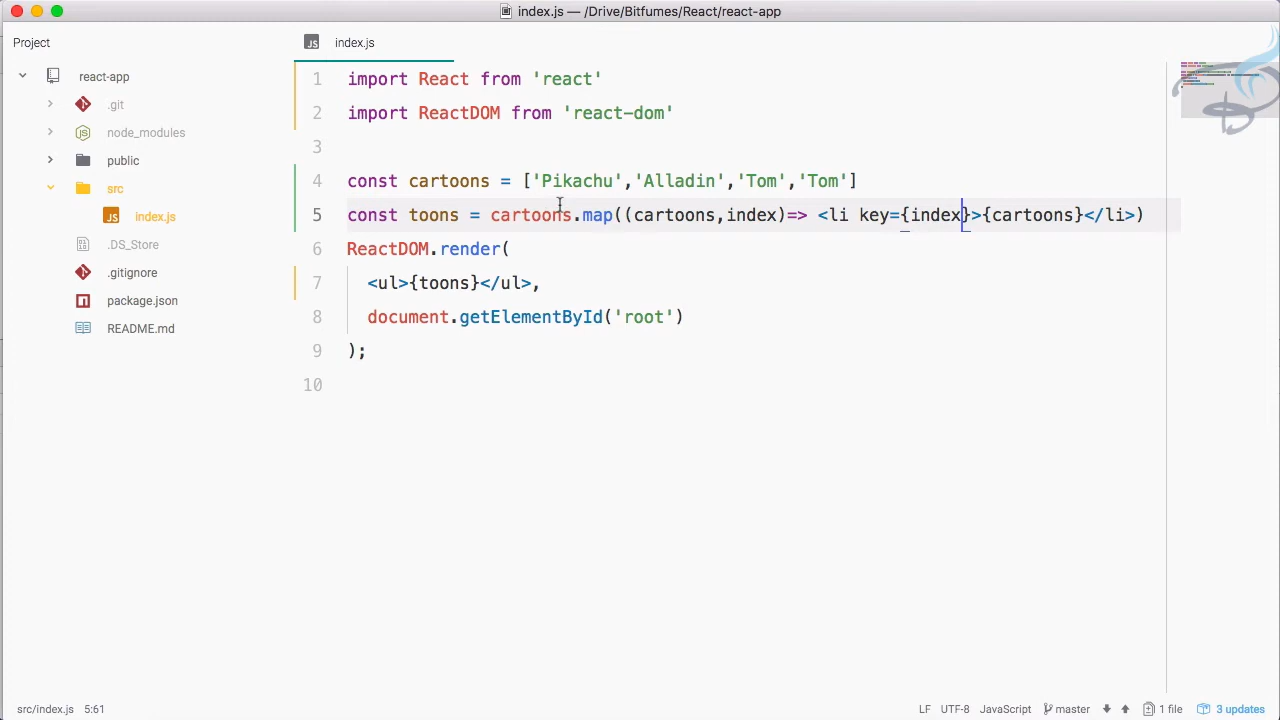 index.js — /Drive/Bitfumes/React/react-app
Project
react-app
.git
node_modules
public
src
index.js
.DS_Store
.gitignore
package.json
README.md
JS index.js
1 import React from 'react'
2 import ReactDOM from 'react-dom'
3
4 const cartoons = ['Pikachu','Alladin','Tom','Tom']
5 const toons = cartoons.map((cartoons,index)=> <li key={index}>{cartoons}</li>)
6 ReactDOM.render(
7 <ul>{toons}</ul>,
8 document.getElementById('root')
9 );
10
src/index.js 5:61
LF UTF-8 JavaScript master 1 file 3 updates